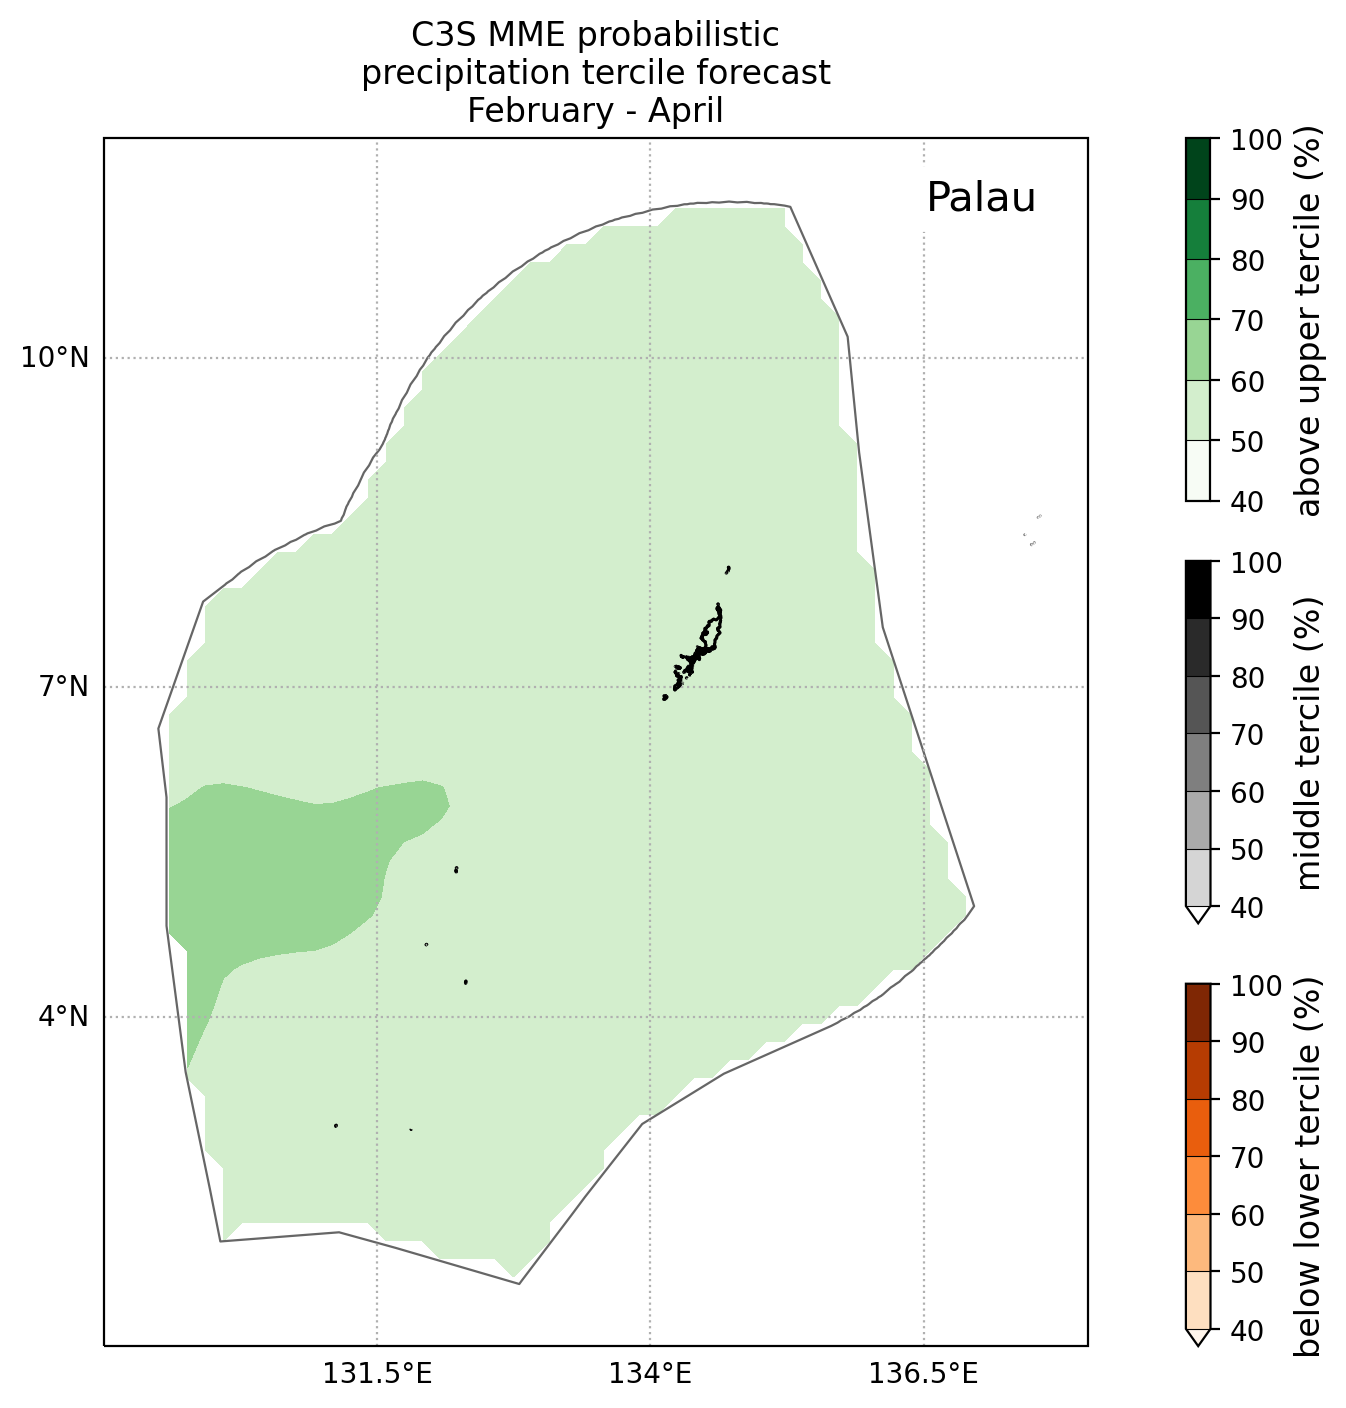 C3S MME probabilistic
precipitation tercile forecast
February - April
Palau
10°N
7°N
4°N
131.5°E
134°E
136.5°E
100
90
80
70
60
50
40
above upper tercile (%)
100
90
80
70
60
50
40
middle tercile (%)
100
90
80
70
60
50
40
below lower tercile (%)